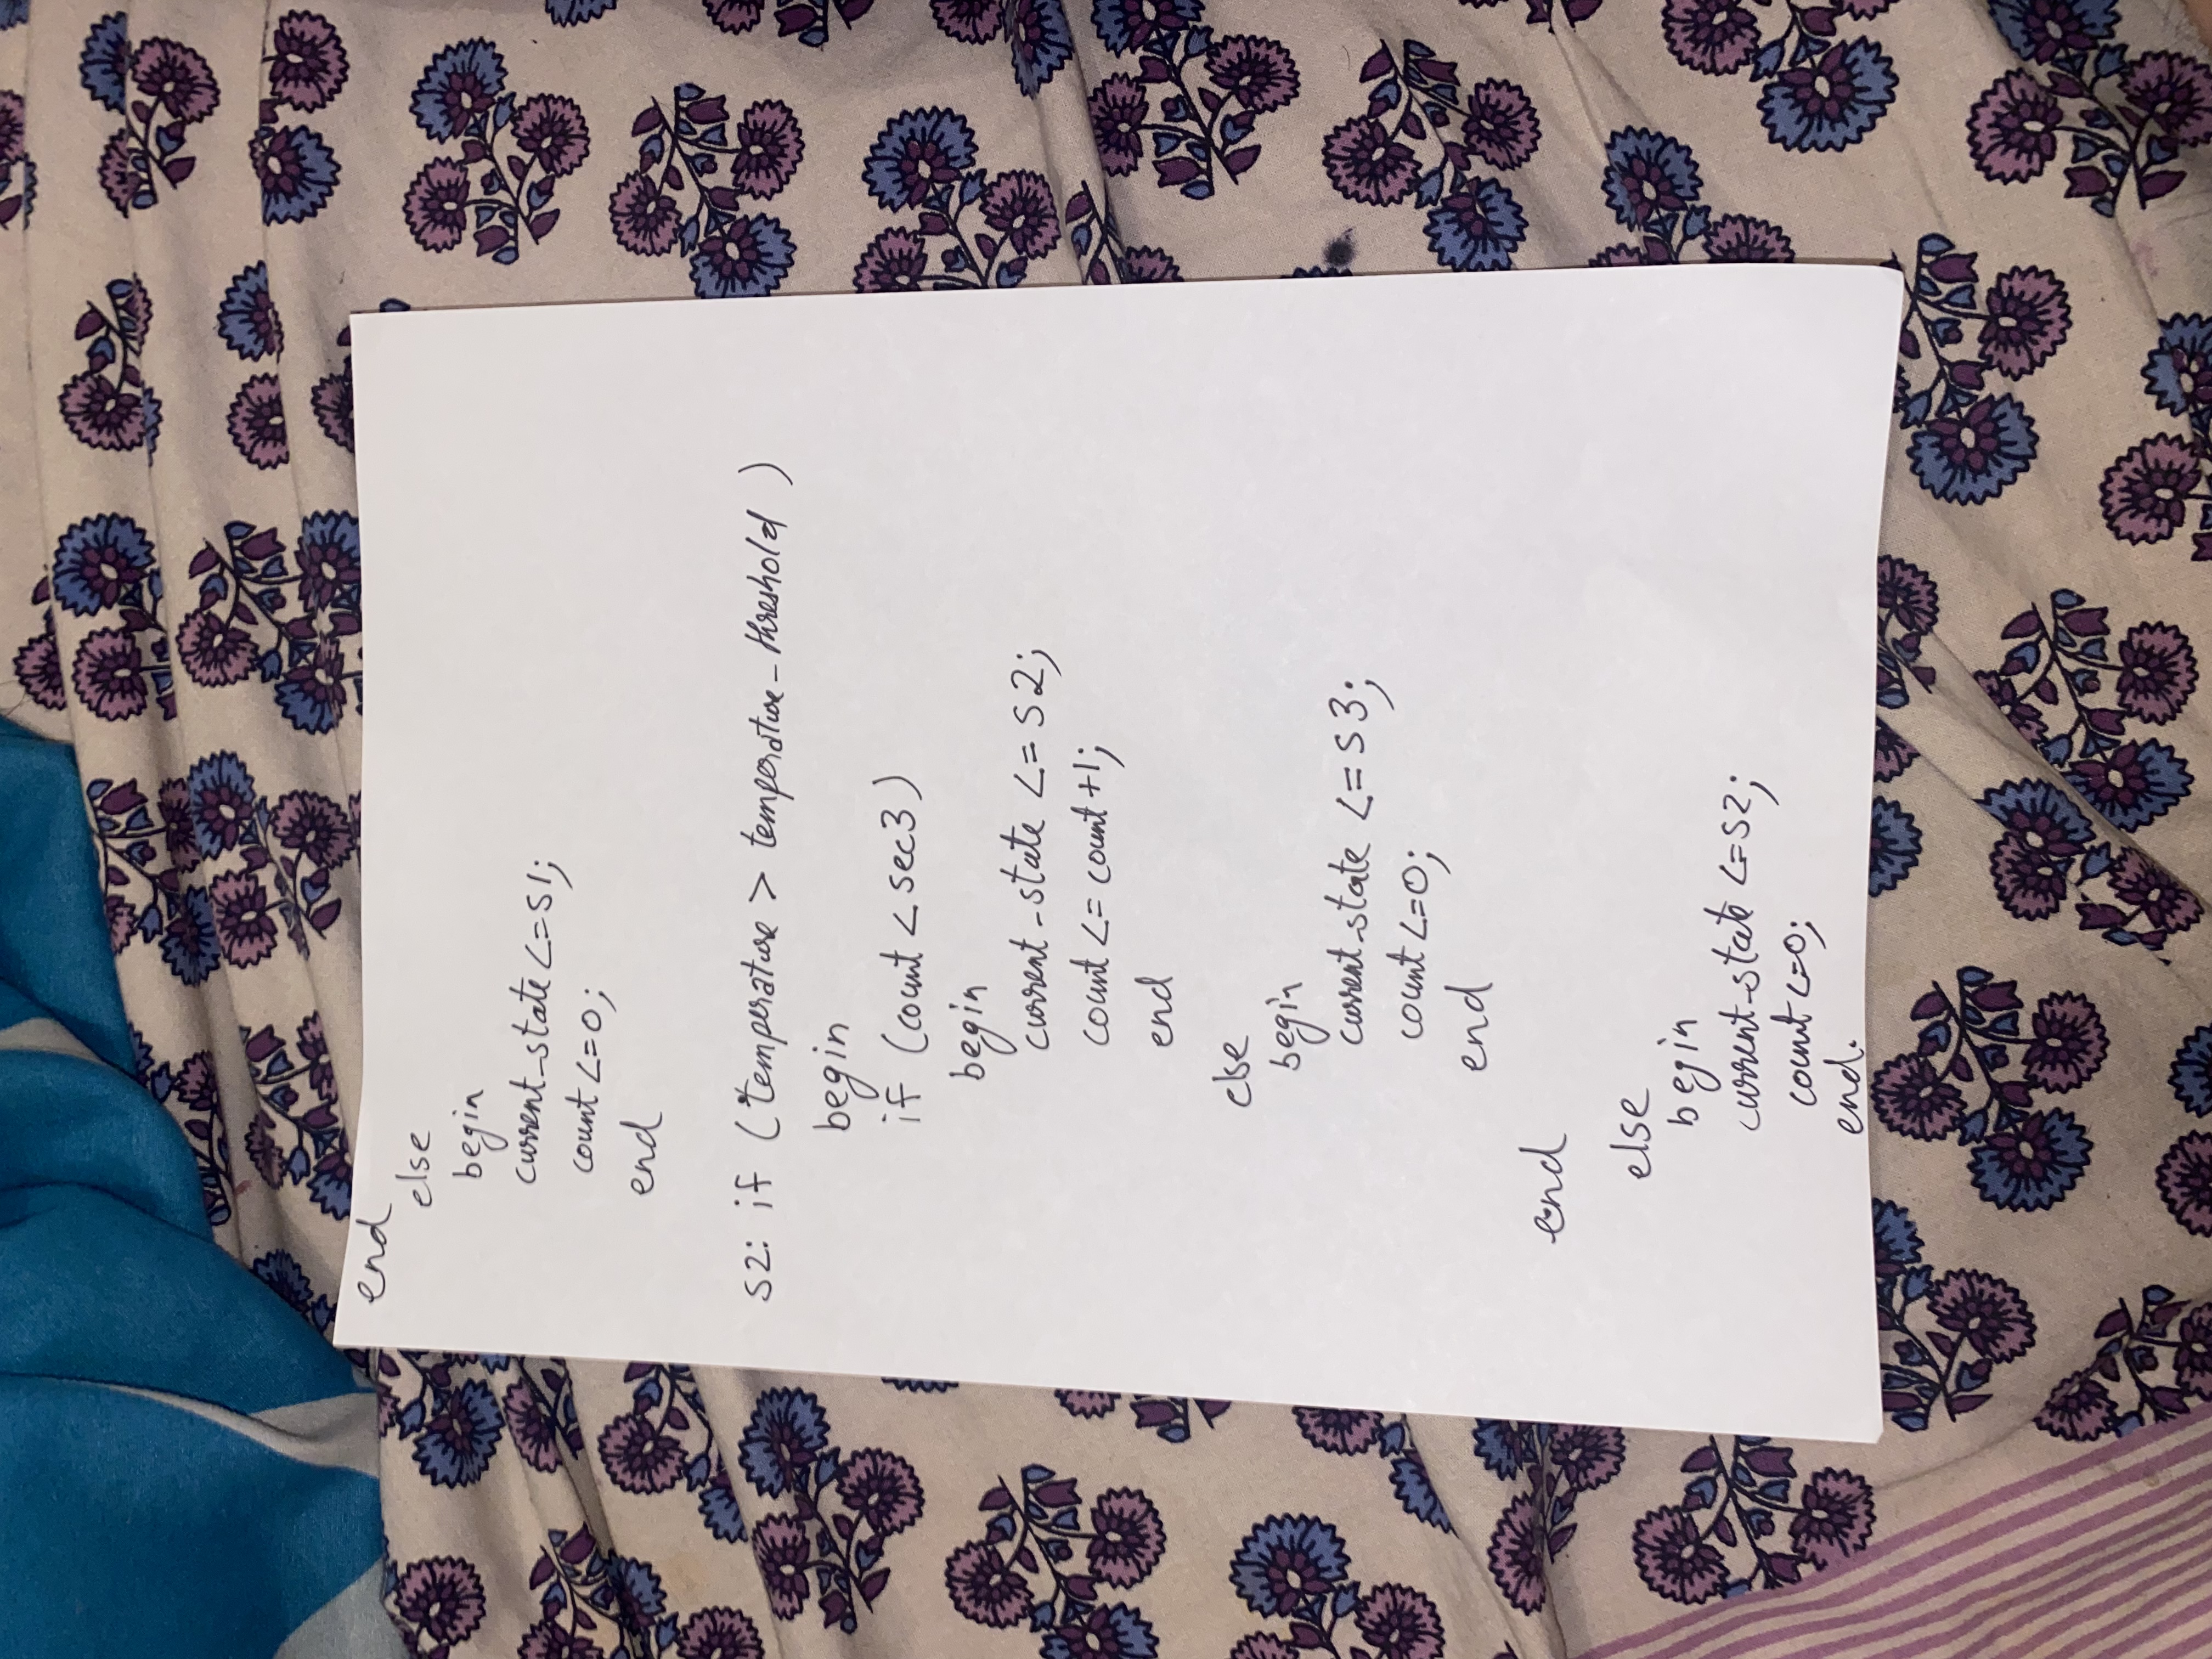 end
else
begin
current_state <= S1;
count <= 0;
end
S2: if (temperature > temperature_threshold)
begin
if (count < sec3)
begin
current_state <= S2;
count <= count+1;
end
else
begin
current_state <= S3;
count <= 0;
end
end
else
begin
current_state <= S2;
count <= 0;
end.